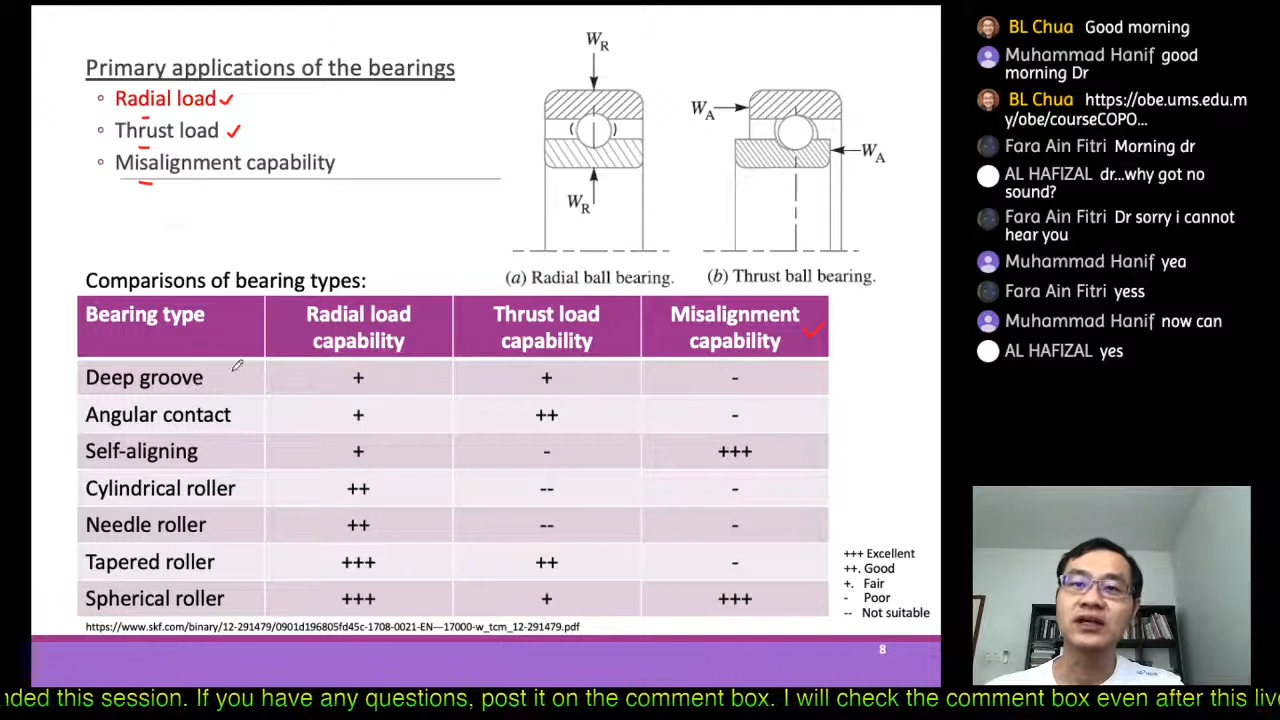 Primary applications of the bearings
Radial load
Thrust load
Misalignment capability
W_R
W_R
(a) Radial ball bearing.
W_A
W_A
(b) Thrust ball bearing.
Comparisons of bearing types:
Bearing type | Radial load capability | Thrust load capability | Misalignment capability
Deep groove | + | + | -
Angular contact | + | ++ | -
Self-aligning | + | - | +++
Cylindrical roller | ++ | -- | -
Needle roller | ++ | -- | -
Tapered roller | +++ | ++ | -
Spherical roller | +++ | + | +++
+++ Excellent
++. Good
+. Fair
- Poor
-- Not suitable
https://www.skf.com/binary/12-291479/0901d196805fd45c-1708-0021-EN---17000-w_tcm_12-291479.pdf
8
BL Chua Good morning
Muhammad Hanif good
morning Dr
BL Chua https://obe.ums.edu.m
y/obe/courseCOPO...
Fara Ain Fitri Morning dr
AL HAFIZAL dr...why got no
sound?
Fara Ain Fitri Dr sorry i cannot
hear you
Muhammad Hanif yea
Fara Ain Fitri yess
Muhammad Hanif now can
AL HAFIZAL yes
nded this session. If you have any questions, post it on the comment box. I will check the comment box even after this live